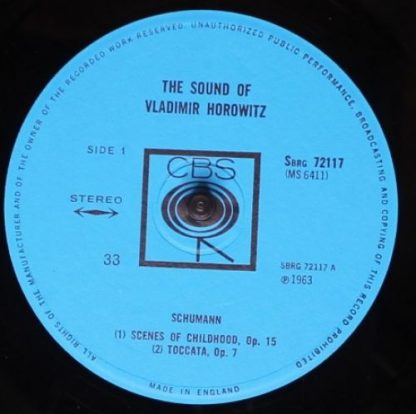 ALL RIGHTS OF THE MANUFACTURER AND OF THE OWNER OF THE RECORDED WORK RESERVED. UNAUTHORIZED PUBLIC PERFORMANCE, BROADCASTING AND COPYING OF THIS RECORD PROHIBITED
THE SOUND OF
VLADIMIR HOROWITZ
SIDE 1
CBS
SBRG 72117
(MS 6411)
STEREO
33
SBRG 72117 A
℗ 1963
SCHUMANN
(1) SCENES OF CHILDHOOD, Op. 15
(2) TOCCATA, Op. 7
MADE IN ENGLAND